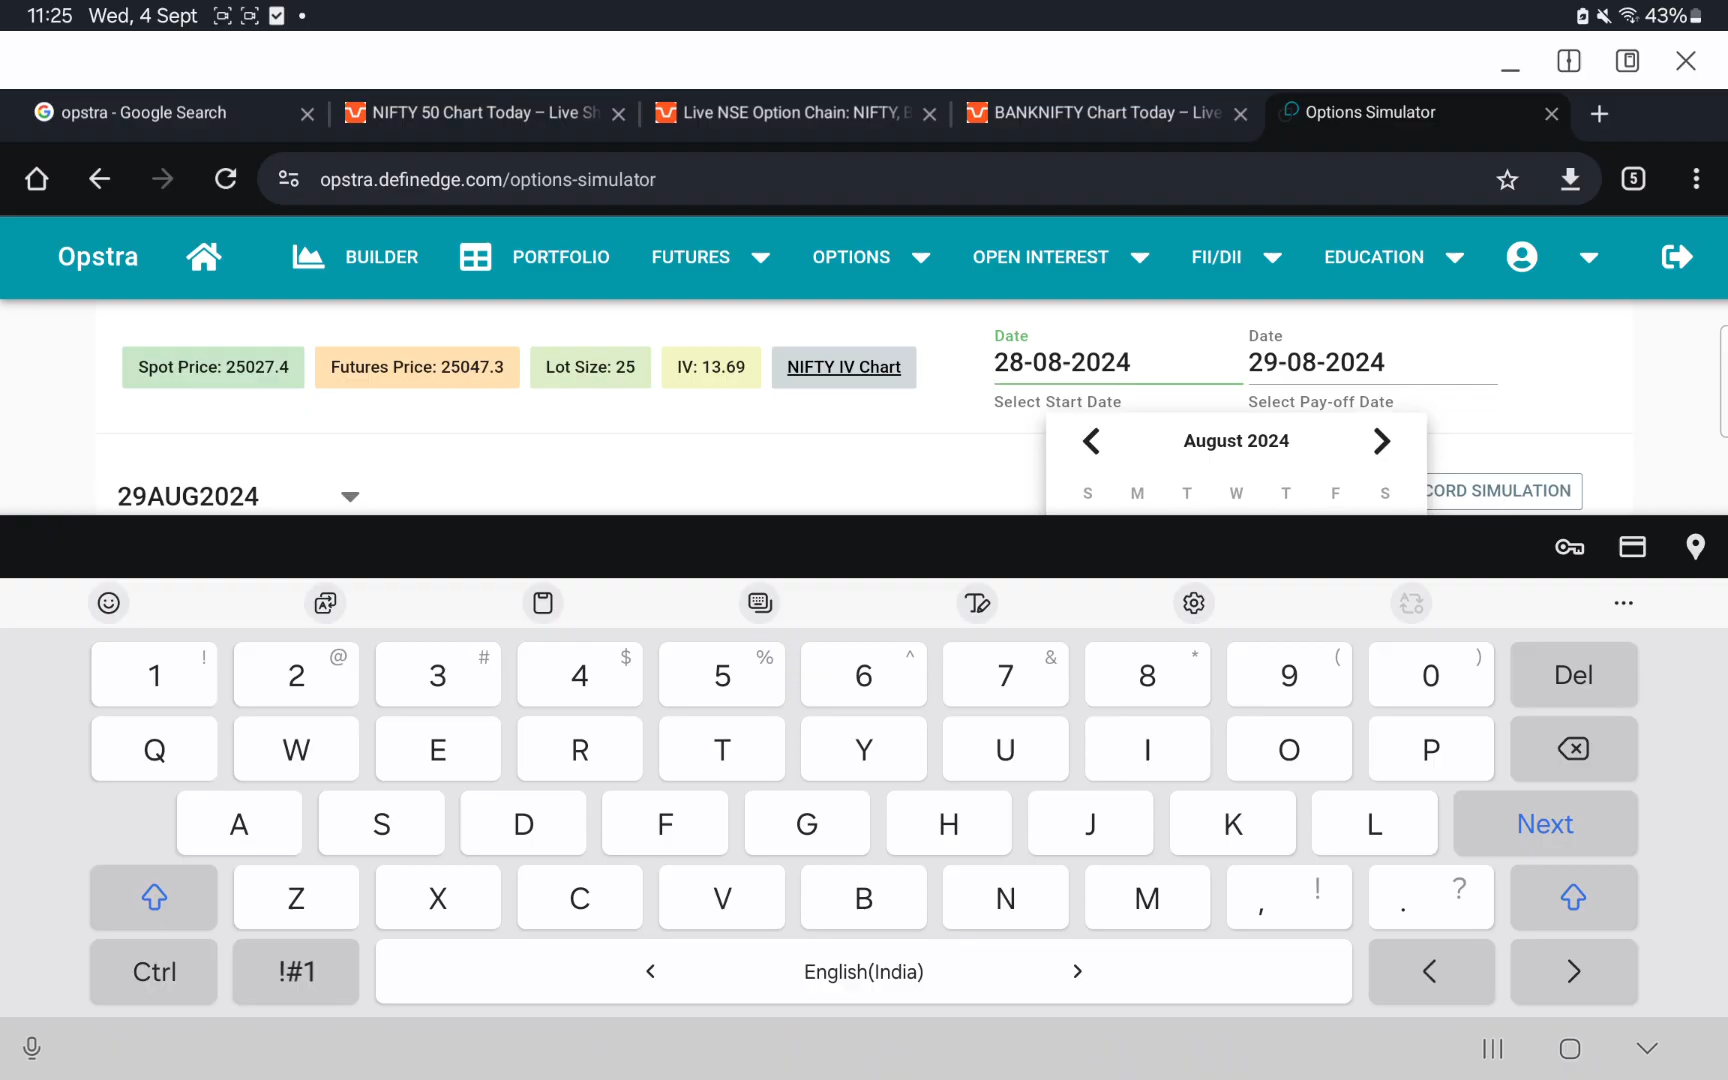 11:25 Wed, 4 Sept 43%
opstra - Google Search NIFTY 50 Chart Today – Live Sh Live NSE Option Chain: NIFTY, B BANKNIFTY Chart Today – Live Options Simulator
opstra.definedge.com/options-simulator 5
Opstra BUILDER PORTFOLIO FUTURES OPTIONS OPEN INTEREST FII/DII EDUCATION
Date Date
Spot Price: 25027.4 Futures Price: 25047.3 Lot Size: 25 IV: 13.69 NIFTY IV Chart 28-08-2024 29-08-2024
Select Start Date Select Pay-off Date
August 2024
29AUG2024 S M T W T F S CORD SIMULATION
1 ! 2 @ 3 # 4 $ 5 % 6 ^ 7 & 8 * 9 ( 0 ) Del
Q W E R T Y U I O P
A S D F G H J K L Next
Z X C V B N M , ! . ?
Ctrl !#1 < English(India) > < >